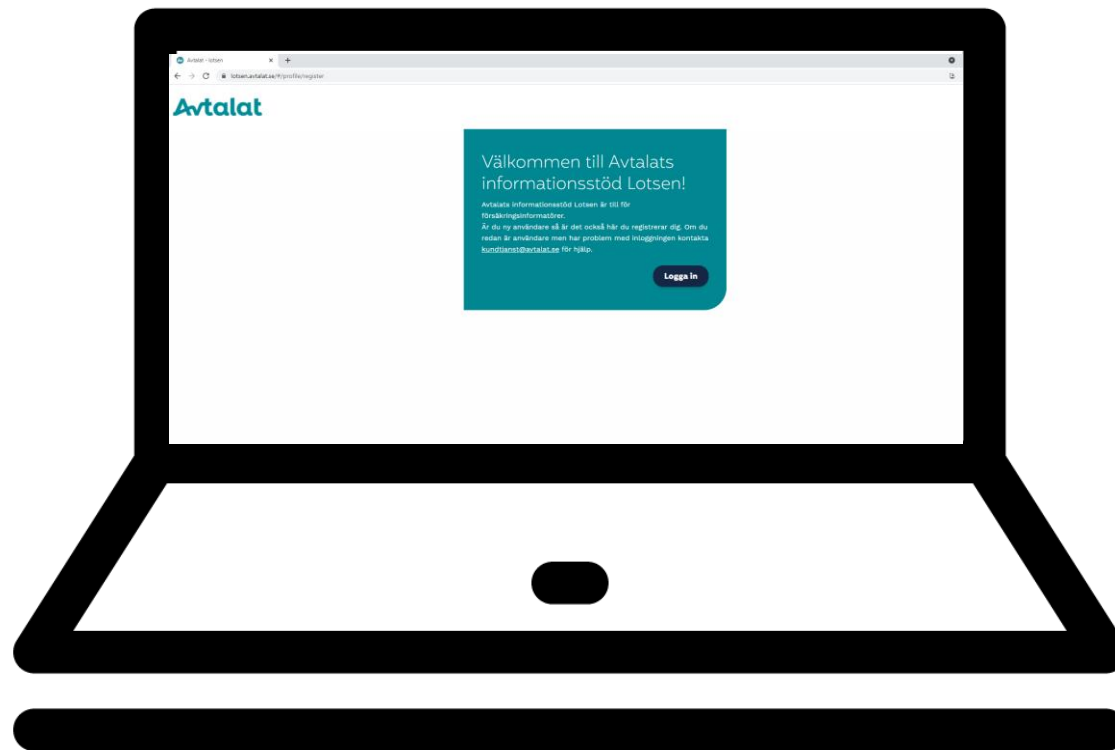 Avtalat - lotsen
lotsen.avtalat.se/#/profile/register
Avtalat
Välkommen till Avtalats
informationsstöd Lotsen!
Avtalats informationsstöd Lotsen är till för
försäkringsinformatörer.
Är du ny användare så är det också här du registrerar dig. Om du
redan är användare men har problem med inloggningen kontakta
kundtjanst@avtalat.se för hjälp.
Logga in